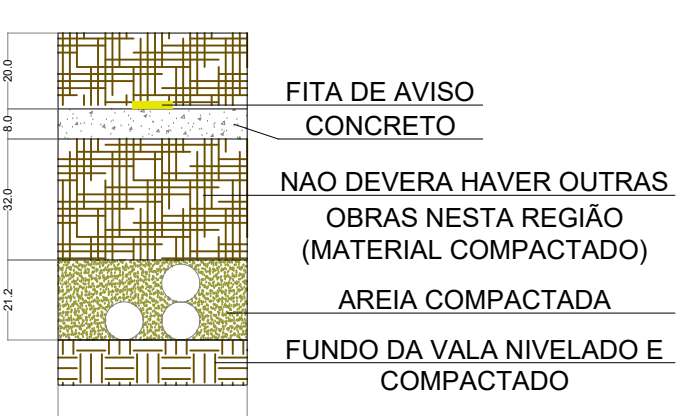 20.0
FITA DE AVISO
8.0
CONCRETO
32.0
NAO DEVERA HAVER OUTRAS
OBRAS NESTA REGIÃO
(MATERIAL COMPACTADO)
21.2
AREIA COMPACTADA
FUNDO DA VALA NIVELADO E
COMPACTADO